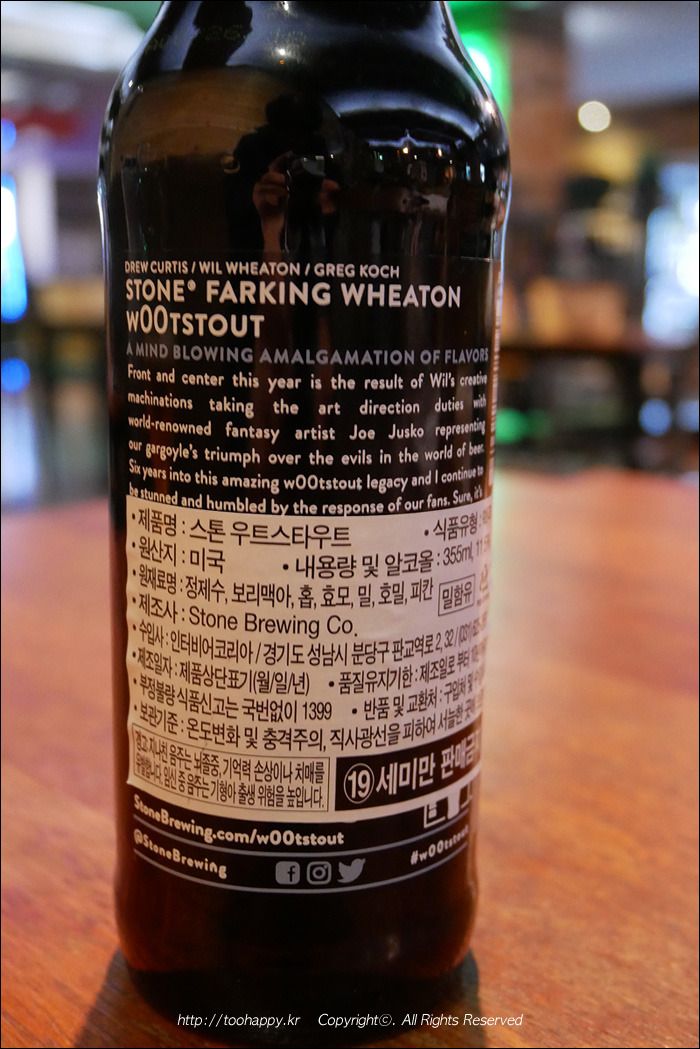 DREW CURTIS / WIL WHEATON / GREG KOCH
STONE® FARKING WHEATON
w00tstout
A MIND BLOWING AMALGAMATION OF FLAVORS
Front and center this year is the result of Wil's creative
machinations taking the art direction duties with
world-renowned fantasy artist Joe Jusko representing
our gargoyle's triumph over the evils in the world of beer.
Six years into this amazing w00tstout legacy and I continue to
be stunned and humbled by the response of our fans. Sure, it's
• 제품명 : 스톤 우트스타우트 • 식품유형 :
• 원산지 : 미국 • 내용량 및 알코올 : 355ml, 11
• 원재료명 : 정제수, 보리맥아, 홉, 효모, 밀, 호밀, 피칸 밀함유
• 제조사 : Stone Brewing Co.
• 수입사 : 인터비어코리아 / 경기도 성남시 분당구 판교역로 2, 32 / (031)
• 제조일자 : 제품상단표기(월/일/년) • 품질유지기한 : 제조일로 부터
• 부정불량 식품신고는 국번없이 1399 • 반품 및 교환처 : 구입처 및
• 보관기준 : 온도변화 및 충격주의, 직사광선을 피하여 서늘한 곳에
경고: 지나친 음주는 뇌졸중, 기억력 손상이나 치매를
유발합니다. 임신 중 음주는 기형아 출생 위험을 높입니다.
19세미만 판매금지
StoneBrewing.com/w00tstout
@StoneBrewing
#w00tstout
http://toohappy.kr Copyrightⓒ. All Rights Reserved